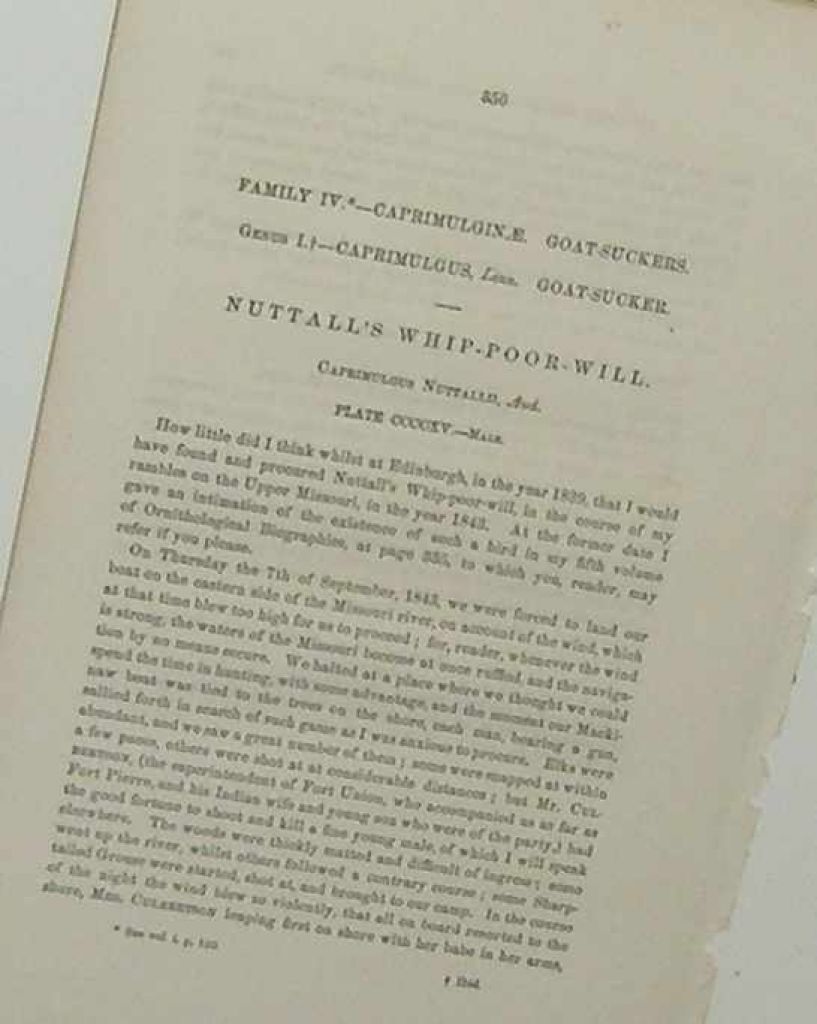 350
FAMILY IV.*—CAPRIMULGINÆ. GOAT-SUCKERS.
GENUS I.†—CAPRIMULGUS, Linn. GOAT-SUCKER.
NUTTALL'S WHIP-POOR-WILL.
CAPRIMULGUS NUTTALLII, Aud.
PLATE CCCCXV.—MALE.
How little did I think whilst at Edinburgh, in the year 1839, that I would
have found and procured Nuttall's Whip-poor-will, in the course of my
rambles on the Upper Missouri, in the year 1843. At the former date I
gave an intimation of the existence of such a bird in my fifth volume
of Ornithological Biographies, at page 335, to which you, reader, may
refer if you please.
On Thursday the 7th of September, 1843, we were forced to land our
boat on the eastern side of the Missouri river, on account of the wind, which
at that time blew too high for us to proceed; for, reader, whenever the wind
is strong, the waters of the Missouri become at once ruffled, and the naviga-
tion by no means secure. We halted at a place where we thought we could
spend the time in hunting, with some advantage, and the moment our Macki-
naw boat was tied to the trees on the shore, each man, bearing a gun,
sallied forth in search of such game as I was anxious to procure. Elks were
abundant, and we saw a great number of them; some were snapped at within
a few paces, others were shot at at considerable distances; but Mr. CUL-
BERTSON, (the superintendent of Fort Union, who accompanied us as far as
Fort Pierre, and his Indian wife and young son who were of the party,) had
the good fortune to shoot and kill a fine young male, of which I will speak
elsewhere. The woods were thickly matted and difficult of ingress; some
went up the river, whilst others followed a contrary course; some Sharp-
tailed Grouse were started, shot at, and brought to our camp. In the course
of the night the wind blew so violently, that all on board resorted to the
shore, MRS. CULBERTSON leaping first on shore with her babe in her arms,
* See vol. i. p.
† Ibid.